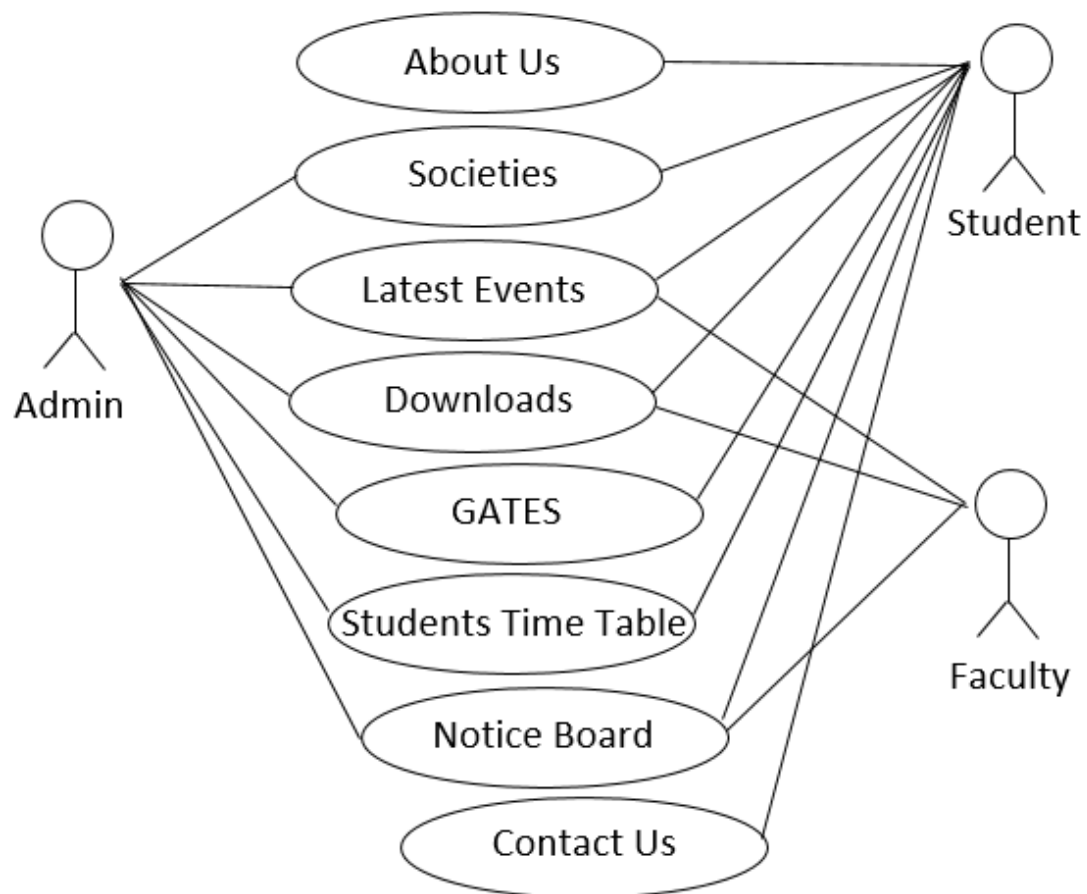 About Us
Societies
Student
Latest Events
Admin
Downloads
GATES
Students Time Table
Faculty
Notice Board
Contact Us